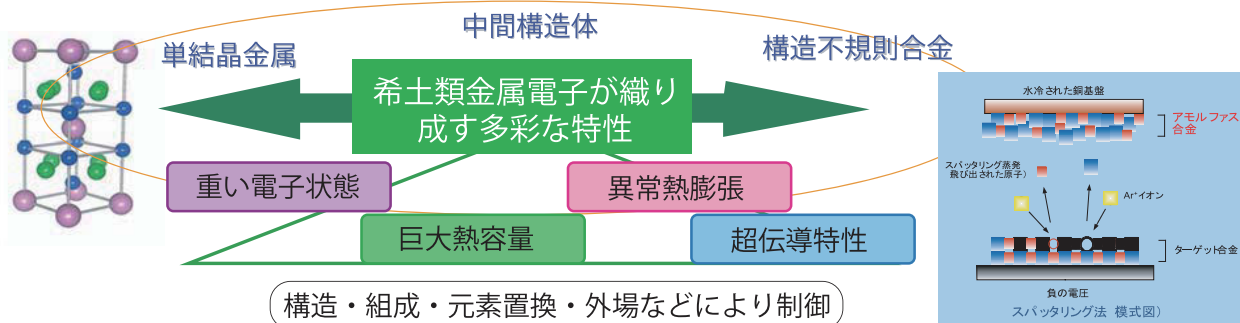 中間構造体
単結晶金属
構造不規則合金
希土類金属電子が織り
成す多彩な特性
重い電子状態
異常熱膨張
巨大熱容量
超伝導特性
構造・組成・元素置換・外場などにより制御
水冷された銅基盤
アモルファス
合金
スパッタリング蒸発
飛び出された原子）
Ar⁺イオン
ターゲット合金
負の電圧
スパッタリング法 模式図）